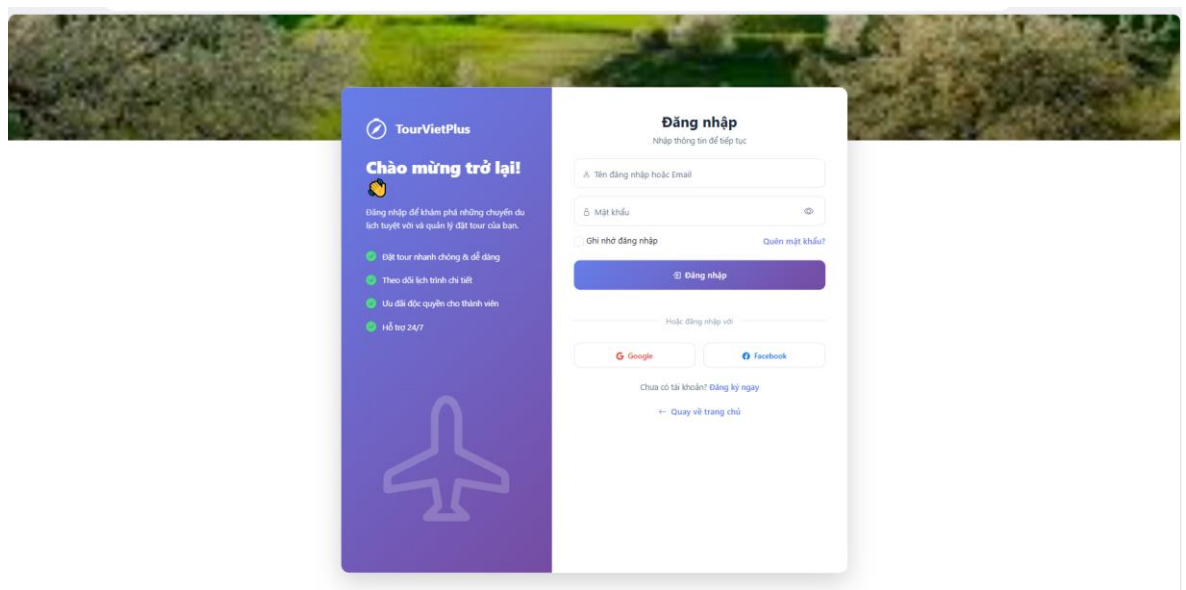 TourVietPlus
Chào mừng trở lại!
👋
Đăng nhập để khám phá những chuyến du
lịch tuyệt vời và quản lý đặt tour của bạn.
Đặt tour nhanh chóng & dễ dàng
Theo dõi lịch trình chi tiết
Ưu đãi độc quyền cho thành viên
Hỗ trợ 24/7
Đăng nhập
Nhập thông tin để tiếp tục
Tên đăng nhập hoặc Email
Mật khẩu
Ghi nhớ đăng nhập Quên mật khẩu?
Đăng nhập
Hoặc đăng nhập với
Google Facebook
Chưa có tài khoản? Đăng ký ngay
← Quay về trang chủ